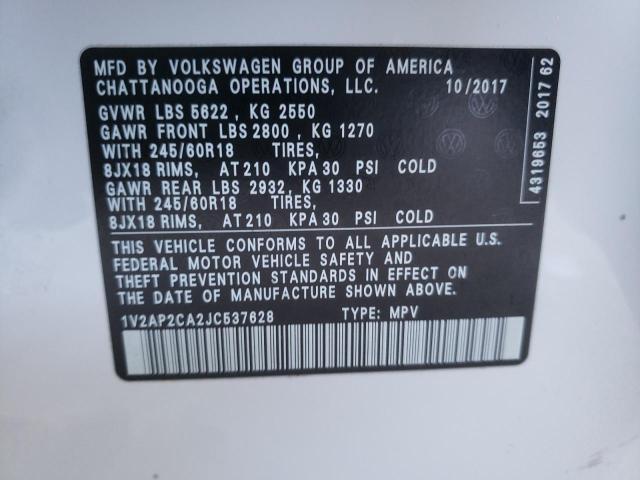 MFD BY VOLKSWAGEN GROUP OF AMERICA
CHATTANOOGA OPERATIONS, LLC. 10/2017
GVWR LBS 5622 , KG 2550
GAWR FRONT LBS 2800 , KG 1270
WITH 245/60R18 TIRES,
8JX18 RIMS, AT 210 KPA 30 PSI COLD
GAWR REAR LBS 2932 , KG 1330
WITH 245/60R18 TIRES,
8JX18 RIMS, AT 210 KPA 30 PSI COLD
THIS VEHICLE CONFORMS TO ALL APPLICABLE U.S.
FEDERAL MOTOR VEHICLE SAFETY AND
THEFT PREVENTION STANDARDS IN EFFECT ON
THE DATE OF MANUFACTURE SHOWN ABOVE.
1V2AP2CA2JC537628 TYPE: MPV
4319653 2017 62